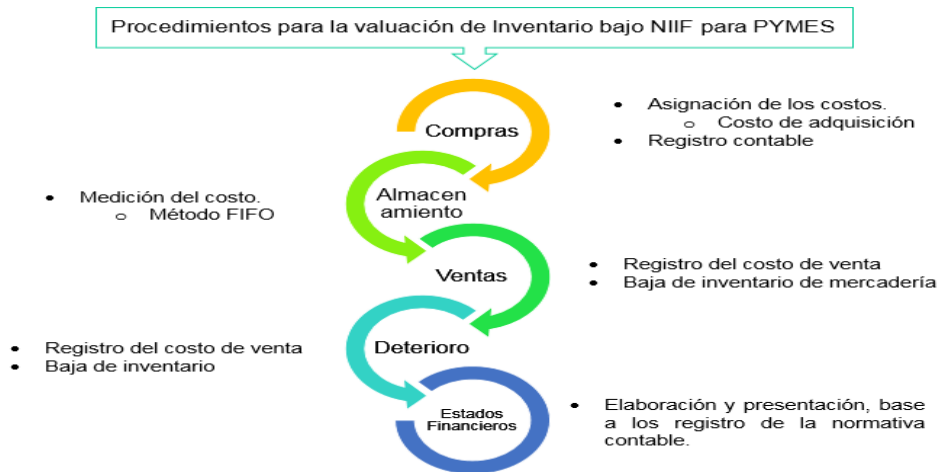 Procedimientos para la valuación de Inventario bajo NIIF para PYMES
Compras
• Asignación de los costos.
o Costo de adquisición
• Registro contable
Almacen
amiento
• Medición del costo.
o Método FIFO
Ventas
• Registro del costo de venta
• Baja de inventario de mercadería
Deterioro
• Registro del costo de venta
• Baja de inventario
Estados
Financieros
• Elaboración y presentación, base
a los registro de la normativa
contable.